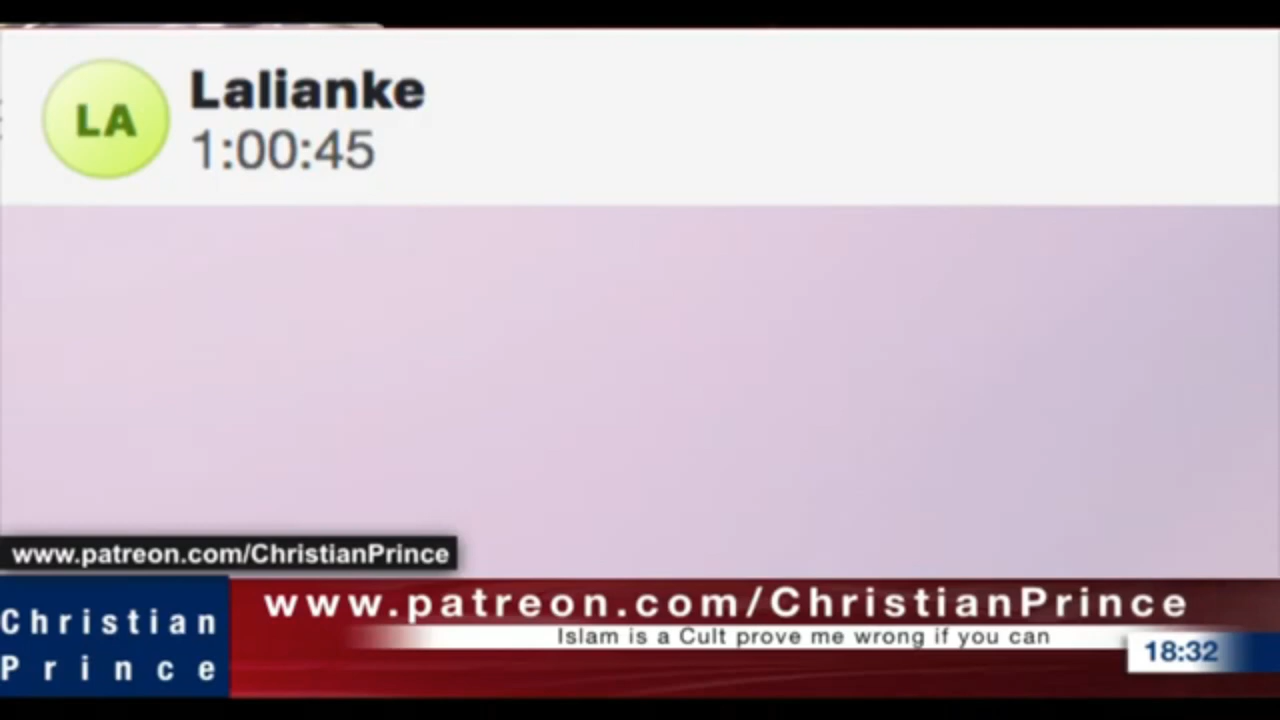 LA
Lalianke
1:00:45
www.patreon.com/ChristianPrince
Christian
Prince
www.patreon.com/ChristianPrince
Islam is a Cult prove me wrong if you can
18:32